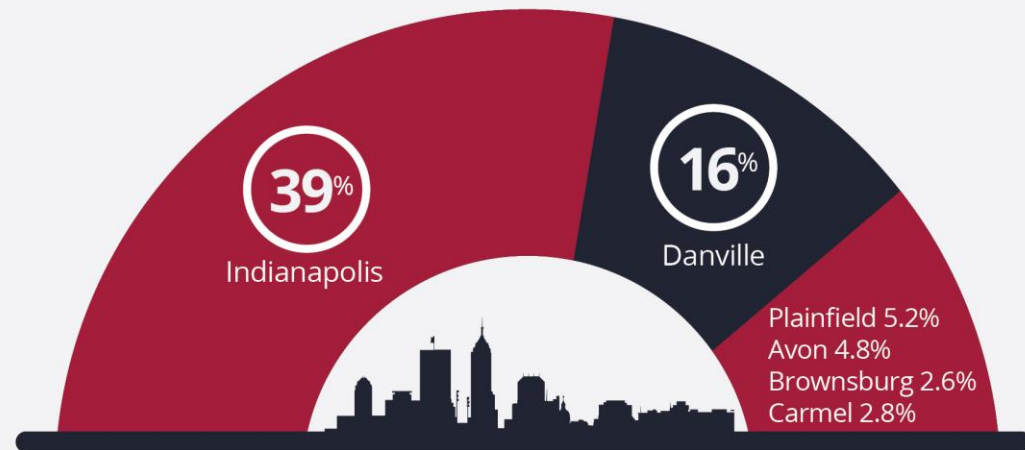 39%
Indianapolis
16%
Danville
Plainfield 5.2%
Avon 4.8%
Brownsburg 2.6%
Carmel 2.8%